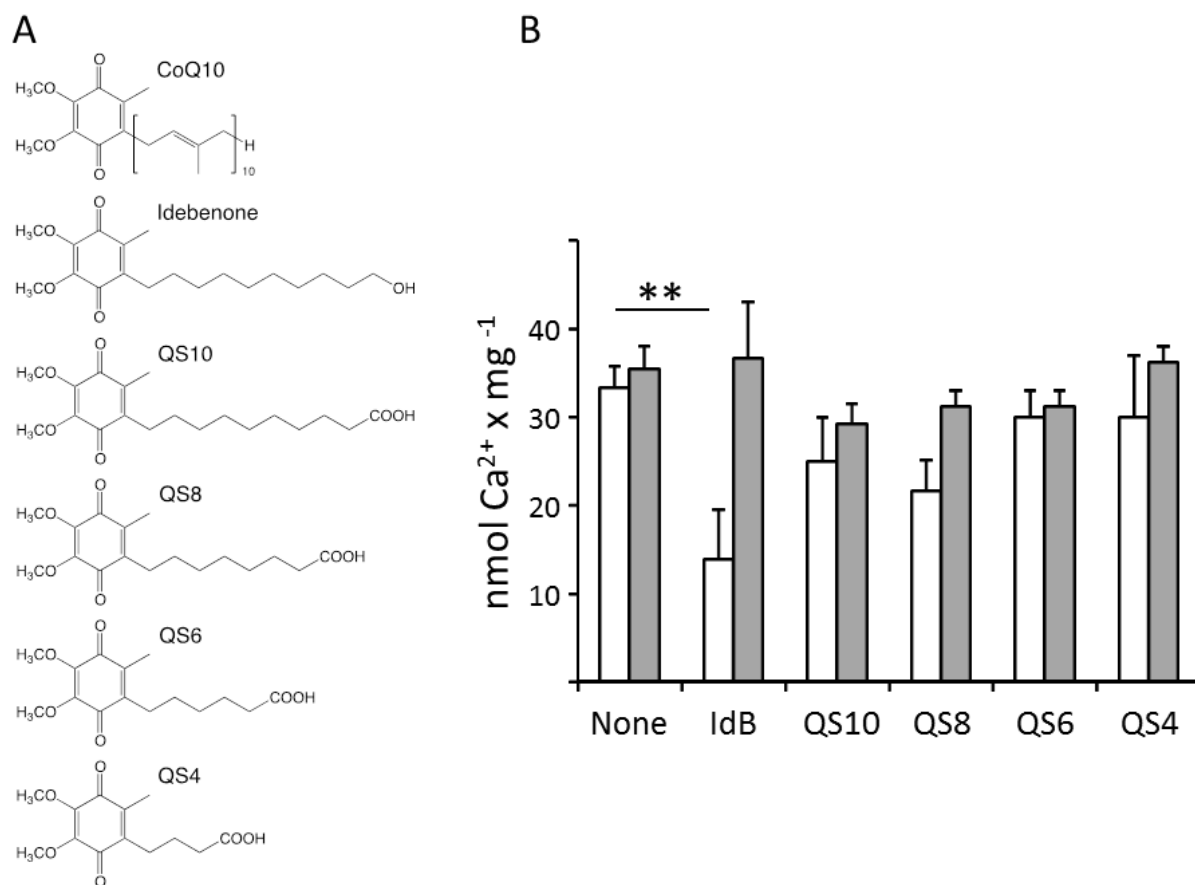 A
CoQ10
O
H₃CO
H₃CO
H
10
O
Idebenone
O
H₃CO
H₃CO
OH
O
QS10
O
H₃CO
COOH
H₃CO
O
QS8
O
H₃CO
COOH
H₃CO
O
QS6
O
H₃CO
COOH
H₃CO
O
QS4
O
H₃CO
COOH
H₃CO
O
B
nmol Ca²⁺ x mg ⁻¹
40
30
20
10
**
None IdB QS10 QS8 QS6 QS4